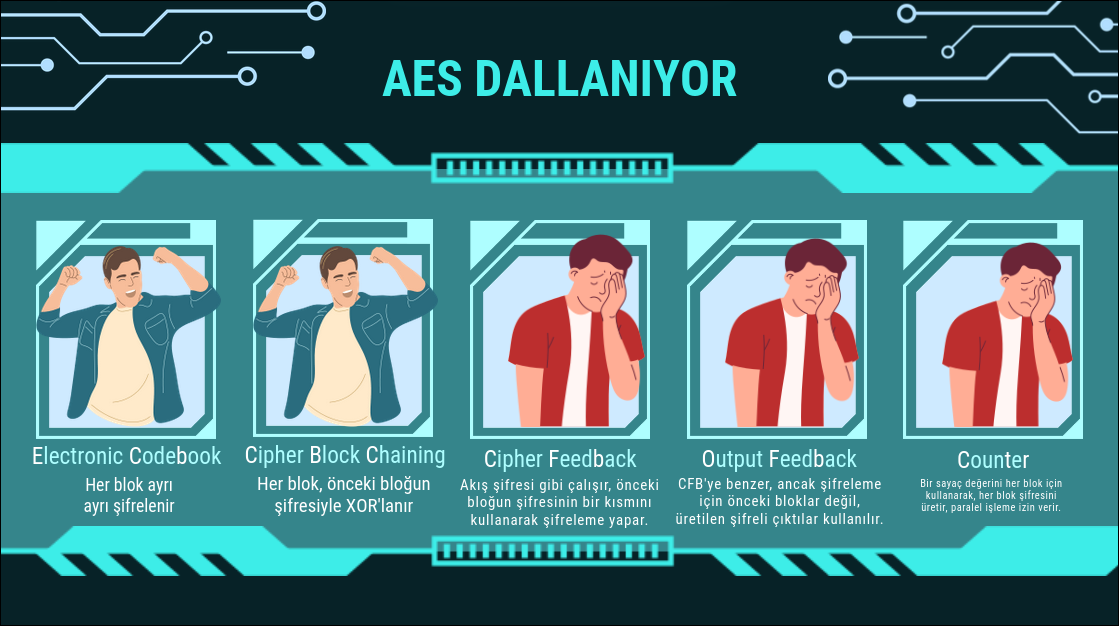 AES DALLANIYOR
Electronic Codebook
Her blok ayrı
ayrı şifrelenir
Cipher Block Chaining
Her blok, önceki bloğun
şifresiyle XOR'lanır
Cipher Feedback
Akış şifresi gibi çalışır, önceki
bloğun şifresinin bir kısmını
kullanarak şifreleme yapar.
Output Feedback
CFB'ye benzer, ancak şifreleme
için önceki bloklar değil,
üretilen şifreli çıktılar kullanılır.
Counter
Bir sayaç değerini her blok için
kullanarak, her blok şifresini
üretir, paralel işleme izin verir.